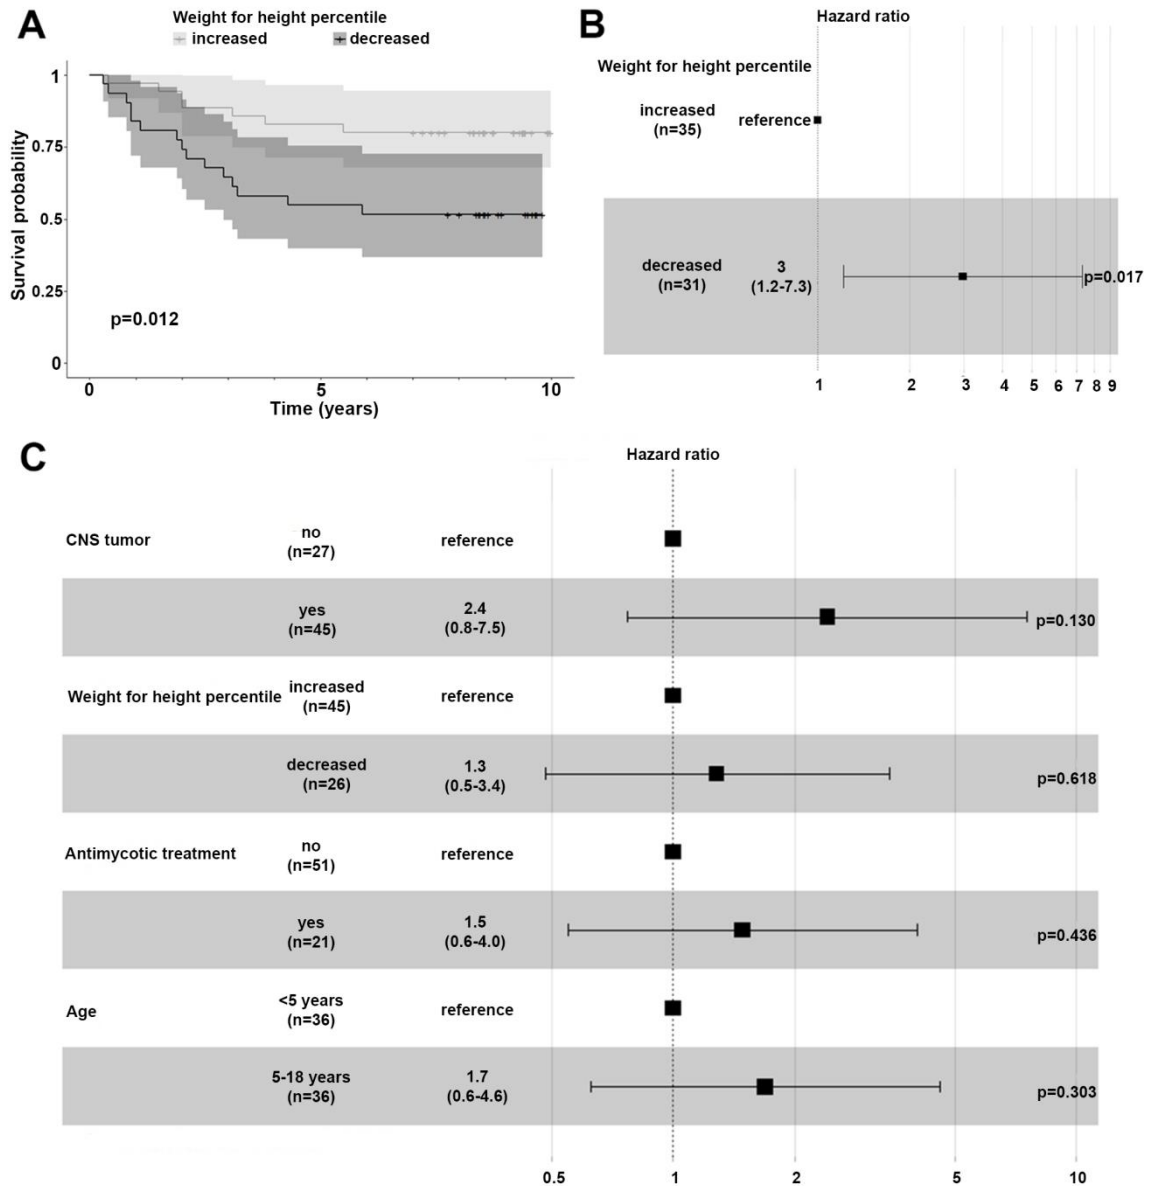 A
Weight for height percentile
increased decreased
Survival probability
1
0.75
0.5
0.25
0
p=0.012
0 5 10
Time (years)
B
Hazard ratio
Weight for height percentile
increased
(n=35)
reference
decreased
(n=31)
3
(1.2-7.3)
p=0.017
1 2 3 4 5 6 7 8 9
C
Hazard ratio
CNS tumor
no
(n=27)
reference
yes
(n=45)
2.4
(0.8-7.5)
p=0.130
Weight for height percentile
increased
(n=45)
reference
decreased
(n=26)
1.3
(0.5-3.4)
p=0.618
Antimycotic treatment
no
(n=51)
reference
yes
(n=21)
1.5
(0.6-4.0)
p=0.436
Age
<5 years
(n=36)
reference
5-18 years
(n=36)
1.7
(0.6-4.6)
p=0.303
0.5 1 2 5 10